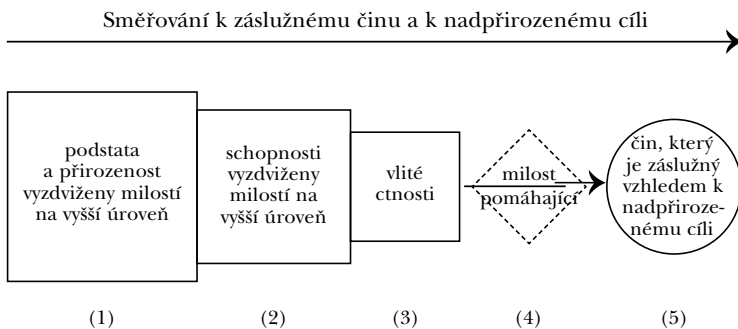 Směřování k záslužnému činu a k nadpřirozenému cíli
podstata
a přirozenost
vyzdviženy milostí
na vyšší úroveň
schopnosti
vyzdviženy
milostí na
vyšší úroveň
vlité
ctnosti
milost
pomáhající
čin, který
je záslužný
vzhledem k
nadpřiroze-
nému cíli
(1) (2) (3) (4) (5)